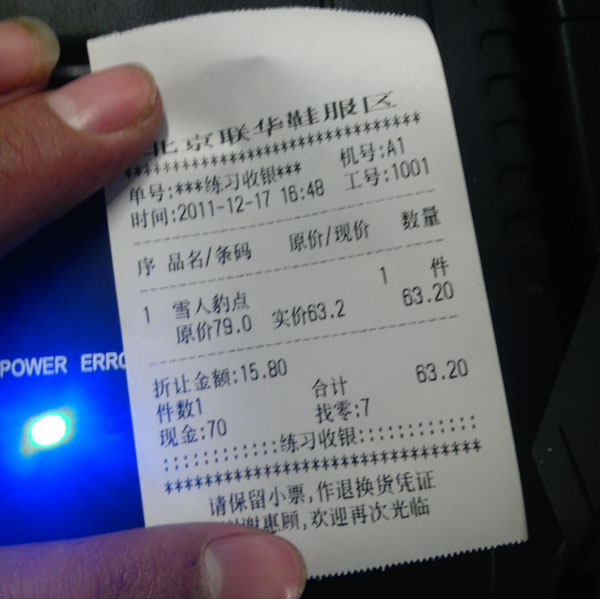 北京联华鞋服区
******************************
单号:***练习收银*** 机号:A1
时间:2011-12-17 16:48 工号:1001
序 品名/条码 原价/现价 数量
1 雪人豹点 1 件
原价79.0 实价63.2 63.20
折让金额:15.80
件数1 合计 63.20
现金:70 找零:7
::::::::::::练习收银::::::::::::
******************************
请保留小票,作退换货凭证
谢惠顾,欢迎再次光临
POWER ERRO